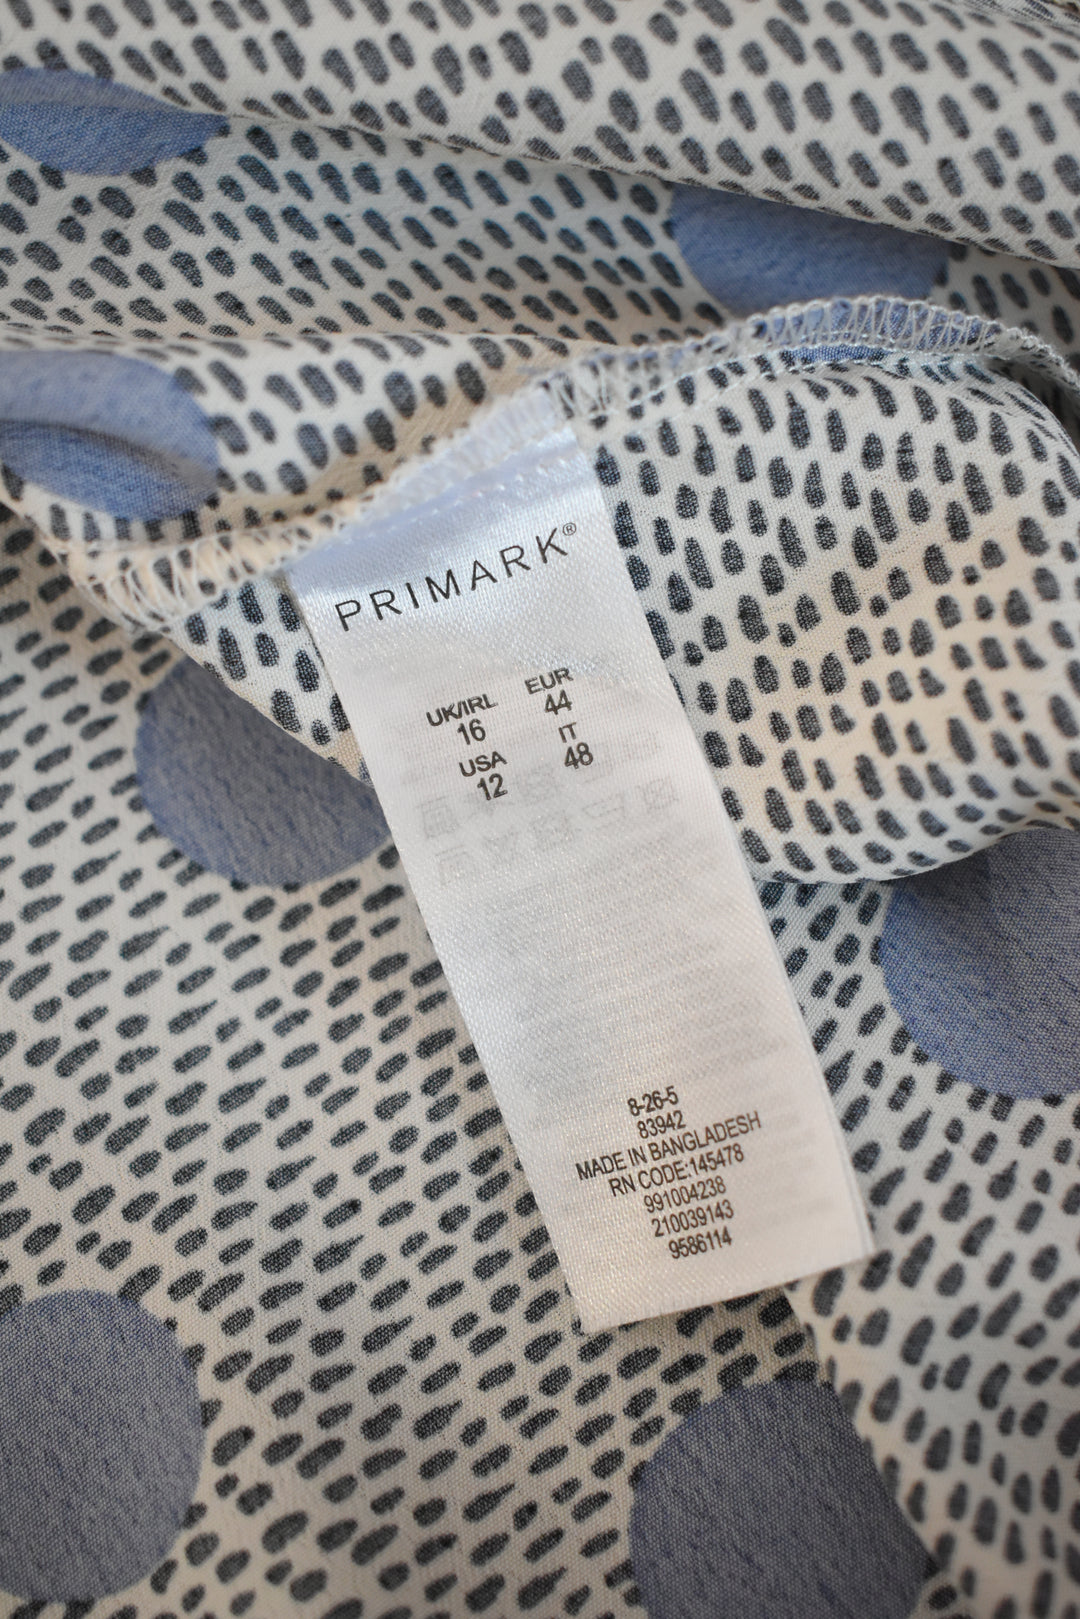 PRIMARK®
UK/IRL EUR
16 44
USA IT
12 48
8-26-5
83942
MADE IN BANGLADESH
RN CODE:145478
991004238
210039143
9586114